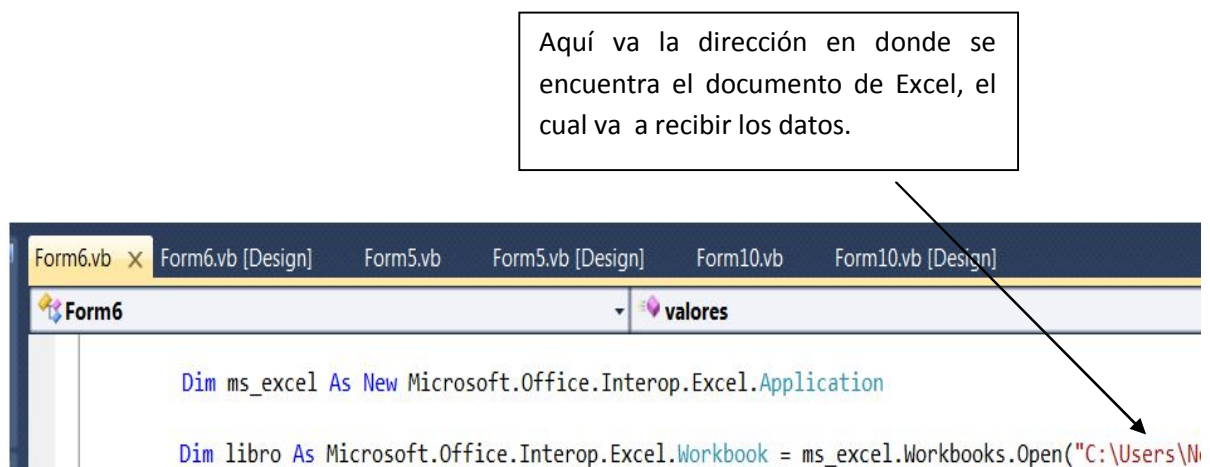 Aquí va la dirección en donde se
encuentra el documento de Excel, el
cual va a recibir los datos.
Form6.vb Form6.vb [Design] Form5.vb Form5.vb [Design] Form10.vb Form10.vb [Design]
Form6 valores
Dim ms_excel As New Microsoft.Office.Interop.Excel.Application
Dim libro As Microsoft.Office.Interop.Excel.Workbook = ms_excel.Workbooks.Open("C:\Users\